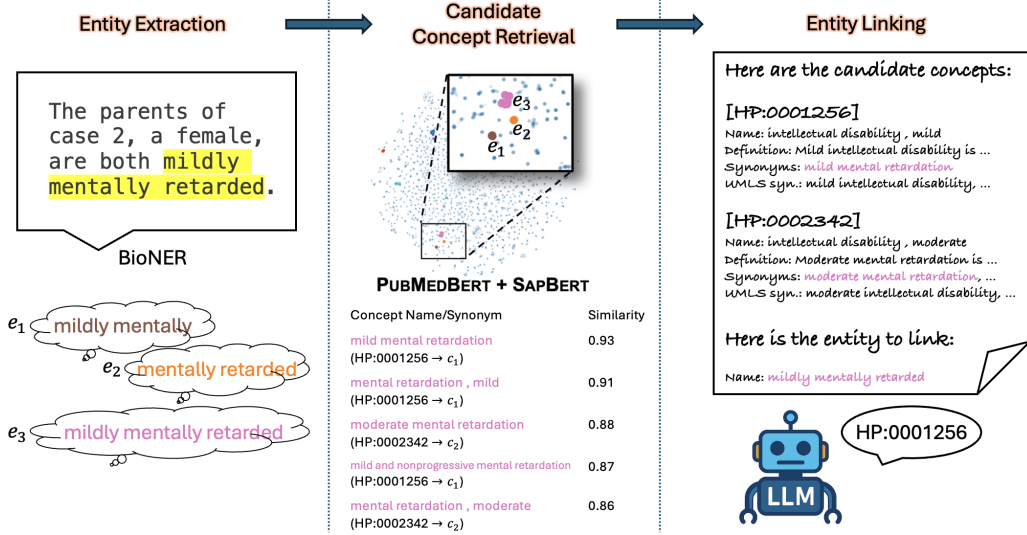 Entity Extraction
The parents of
case 2, a female,
are both mildly
mentally retarded.
BioNER
e1 mildly mentally
e2 mentally retarded
e3 mildly mentally retarded
Candidate
Concept Retrieval
e3
e2
e1
PUBMEDBERT + SAPBERT
Concept Name/Synonym Similarity
mild mental retardation 0.93
(HP:0001256 → c1)
mental retardation , mild 0.91
(HP:0001256 → c1)
moderate mental retardation 0.88
(HP:0002342 → c2)
mild and nonprogressive mental retardation 0.87
(HP:0001256 → c1)
mental retardation , moderate 0.86
(HP:0002342 → c2)
Entity Linking
Here are the candidate concepts:
[HP:0001256]
Name: intellectual disability , mild
Definition: Mild intellectual disability is ...
Synonyms: mild mental retardation
UMLS syn.: mild intellectual disability, ...
[HP:0002342]
Name: intellectual disability , moderate
Definition: Moderate mental retardation is ...
Synonyms: moderate mental retardation, ...
UMLS syn.: moderate intellectual disability, ...
Here is the entity to link:
Name: mildly mentally retarded
HP:0001256
LLM